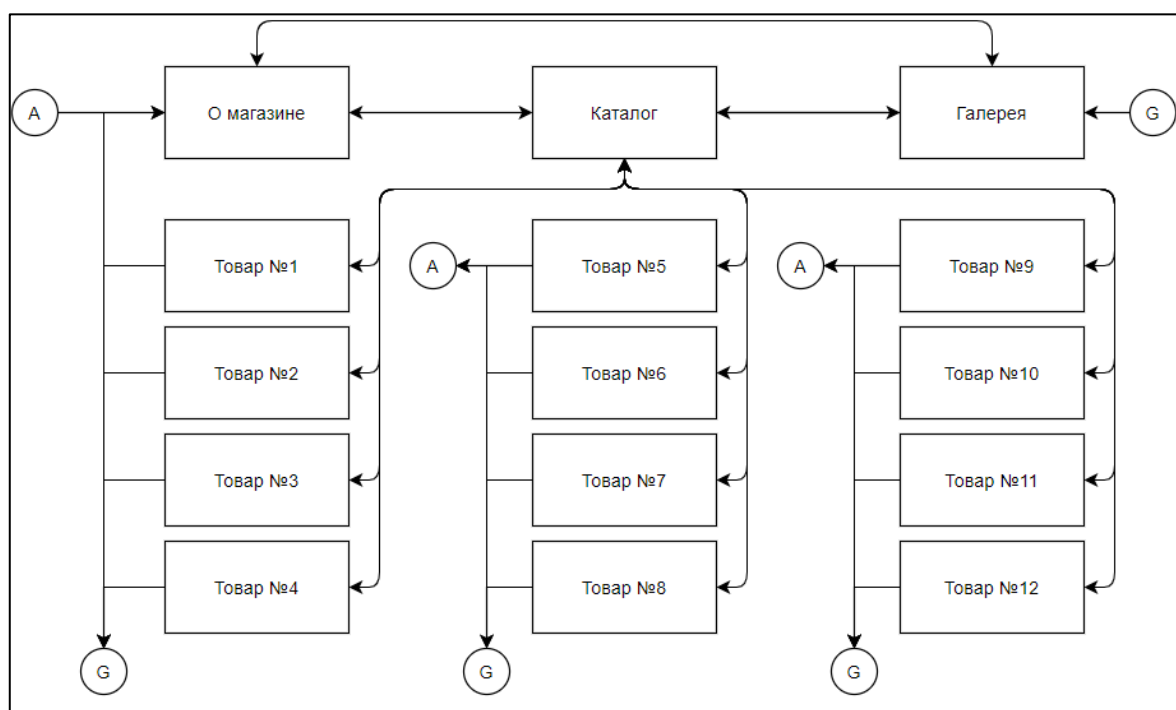 A
О магазине
Каталог
Галерея
G
Товар №1
A
Товар №5
A
Товар №9
Товар №2
Товар №6
Товар №10
Товар №3
Товар №7
Товар №11
Товар №4
Товар №8
Товар №12
G
G
G